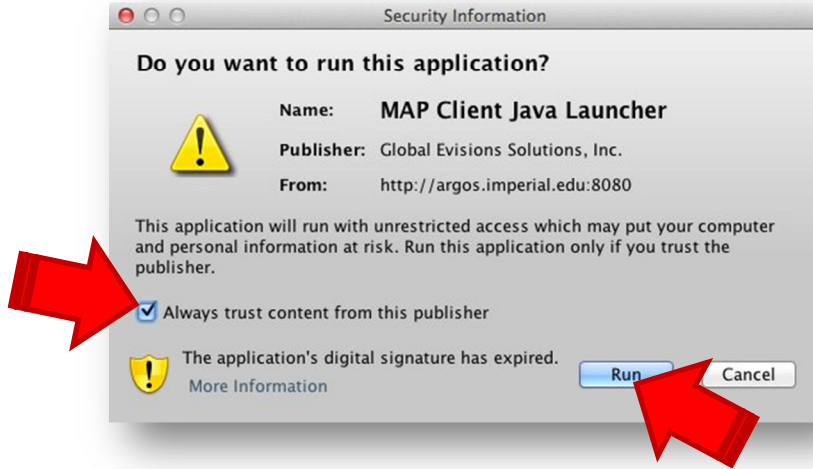 Security Information
Do you want to run this application?
Name: MAP Client Java Launcher
Publisher: Global Evisions Solutions, Inc.
From: http://argos.imperial.edu:8080
This application will run with unrestricted access which may put your computer
and personal information at risk. Run this application only if you trust the
publisher.
Always trust content from this publisher
The application's digital signature has expired.
More Information
Run Cancel